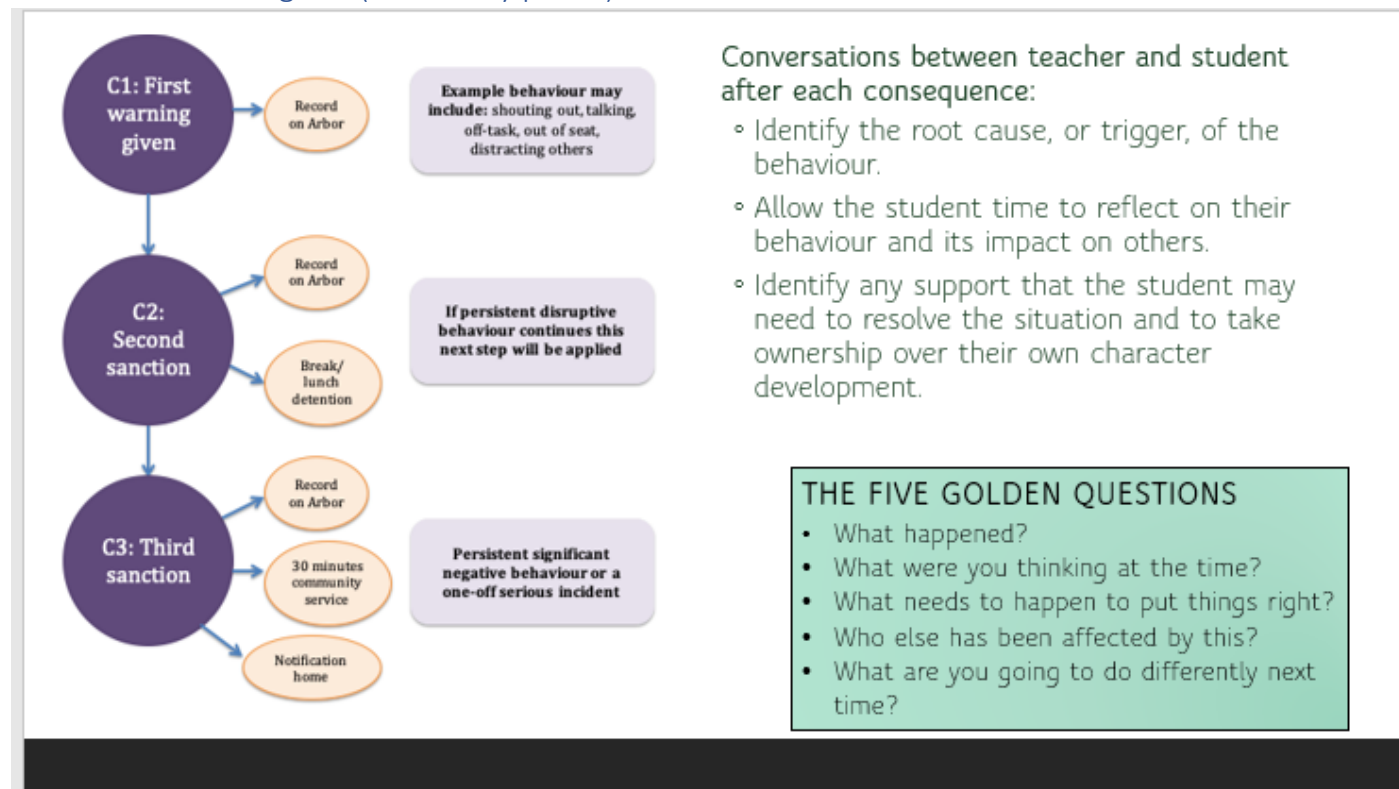 C1: First
warning
given
Record
on Arbor
Example behaviour may
include: shouting out, talking,
off-task, out of seat,
distracting others
C2:
Second
sanction
Record
on Arbor
Break/
lunch
detention
If persistent disruptive
behaviour continues this
next step will be applied
C3: Third
sanction
Record
on Arbor
30 minutes
community
service
Notification
home
Persistent significant
negative behaviour or a
one-off serious incident
Conversations between teacher and student
after each consequence:
◦ Identify the root cause, or trigger, of the
behaviour.
◦ Allow the student time to reflect on their
behaviour and its impact on others.
◦ Identify any support that the student may
need to resolve the situation and to take
ownership over their own character
development.
THE FIVE GOLDEN QUESTIONS
• What happened?
• What were you thinking at the time?
• What needs to happen to put things right?
• Who else has been affected by this?
• What are you going to do differently next
time?